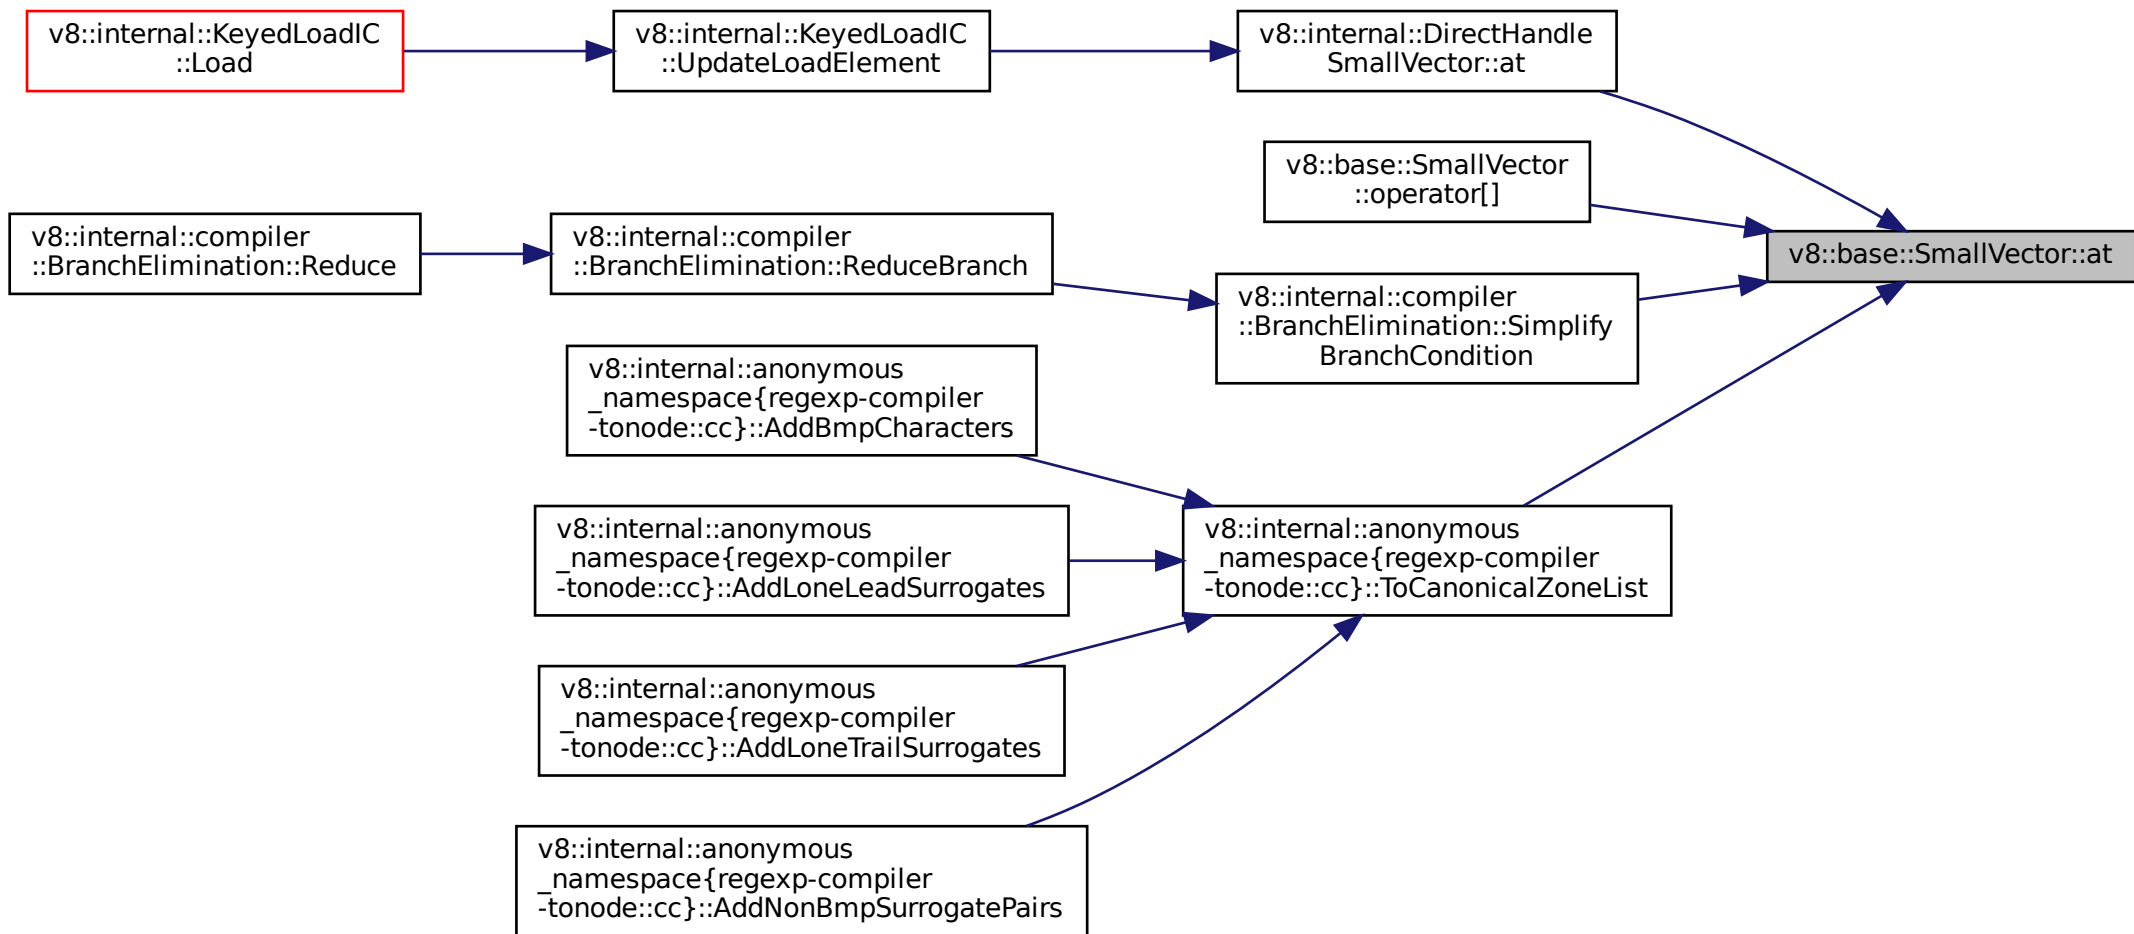 v8::internal::KeyedLoadIC
::Load
v8::internal::KeyedLoadIC
::UpdateLoadElement
v8::internal::DirectHandle
SmallVector::at
v8::base::SmallVector
::operator[]
v8::internal::compiler
::BranchElimination::Reduce
v8::internal::compiler
::BranchElimination::ReduceBranch
v8::base::SmallVector::at
v8::internal::compiler
::BranchElimination::Simplify
BranchCondition
v8::internal::anonymous
_namespace{regexp-compiler
-tonode::cc}::AddBmpCharacters
v8::internal::anonymous
_namespace{regexp-compiler
-tonode::cc}::AddLoneLeadSurrogates
v8::internal::anonymous
_namespace{regexp-compiler
-tonode::cc}::ToCanonicalZoneList
v8::internal::anonymous
_namespace{regexp-compiler
-tonode::cc}::AddLoneTrailSurrogates
v8::internal::anonymous
_namespace{regexp-compiler
-tonode::cc}::AddNonBmpSurrogatePairs